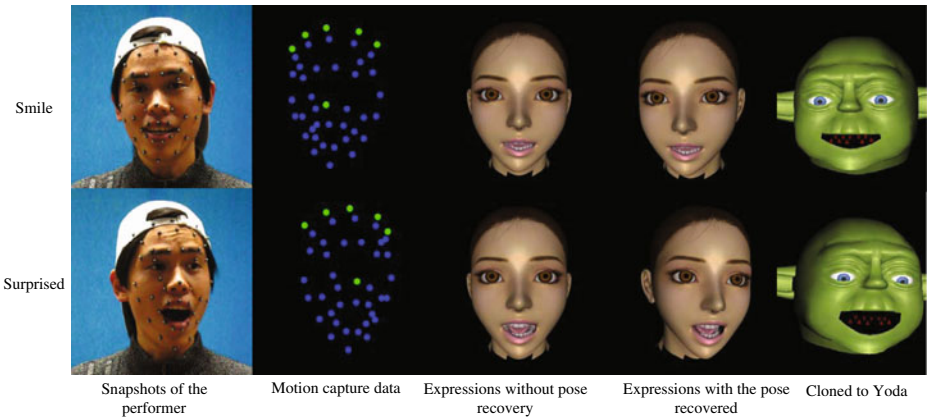 Smile
Surprised
Snapshots of the
performer
Motion capture data
Expressions without pose
recovery
Expressions with the pose
recovered
Cloned to Yoda